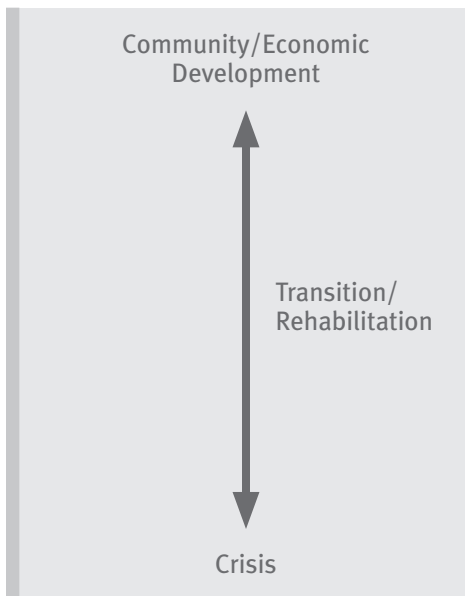 Community/Economic
Development
Transition/
Rehabilitation
Crisis